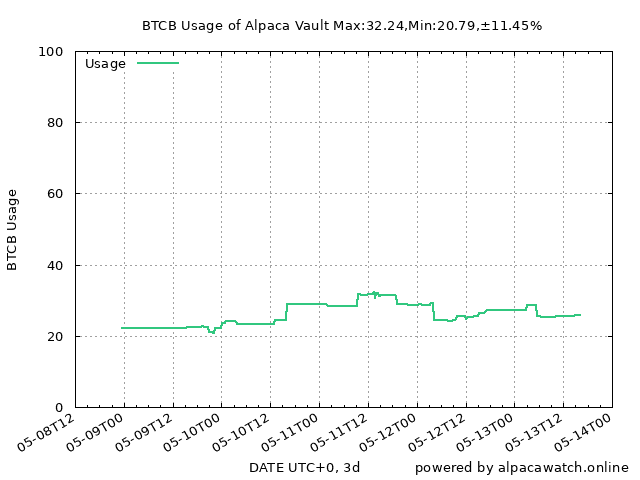 BTCB Usage of Alpaca Vault Max:32.24,Min:20.79,±11.45%
Usage
100
80
60
40
20
0
BTCB Usage
05-08T12
05-09T00
05-09T12
05-10T00
05-10T12
05-11T00
05-11T12
05-12T00
05-12T12
05-13T00
05-13T12
05-14T00
DATE UTC+0, 3d
powered by alpacawatch.online